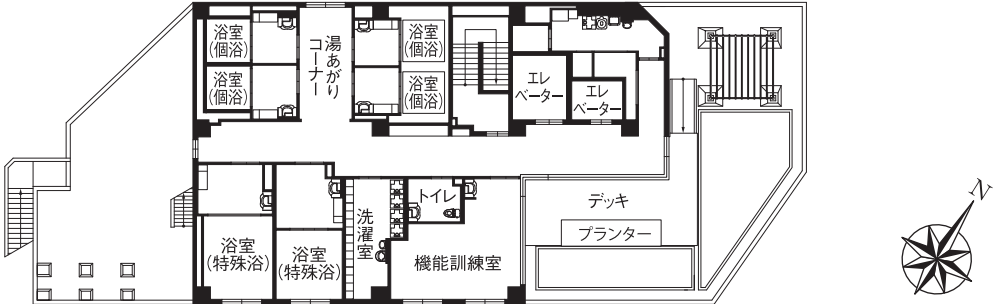 浴室
(個浴)
浴室
(個浴)
湯あがり
コーナー
浴室
(個浴)
浴室
(個浴)
エレ
ベーター
エレ
ベーター
浴室
(特殊浴)
浴室
(特殊浴)
洗濯室
トイレ
機能訓練室
デッキ
プランター
N